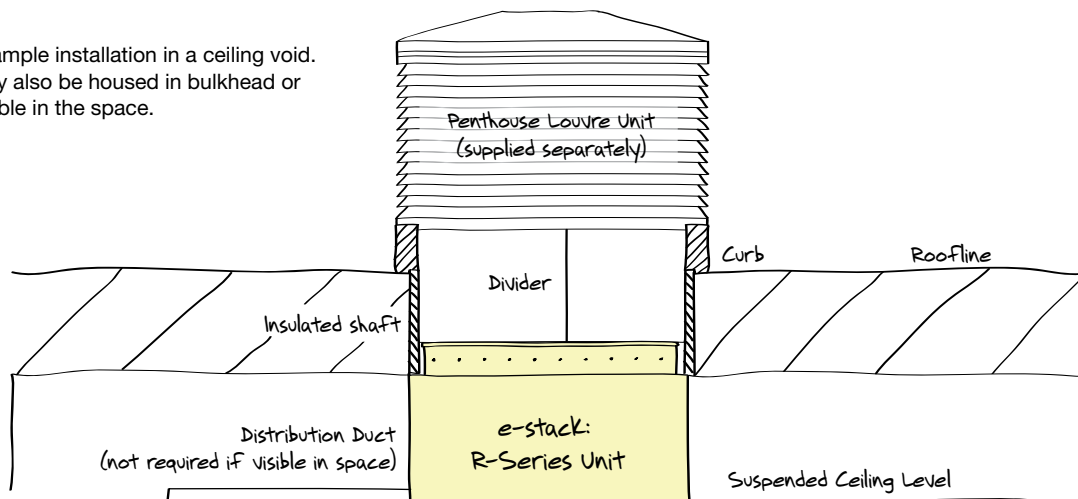 ample installation in a ceiling void.
y also be housed in bulkhead or
ble in the space.
Penthouse Louvre Unit
(supplied separately)
Curb
Roofline
Divider
Insulated shaft
Distribution Duct
(not required if visible in space)
e-stack:
R-Series Unit
Suspended Ceiling Level